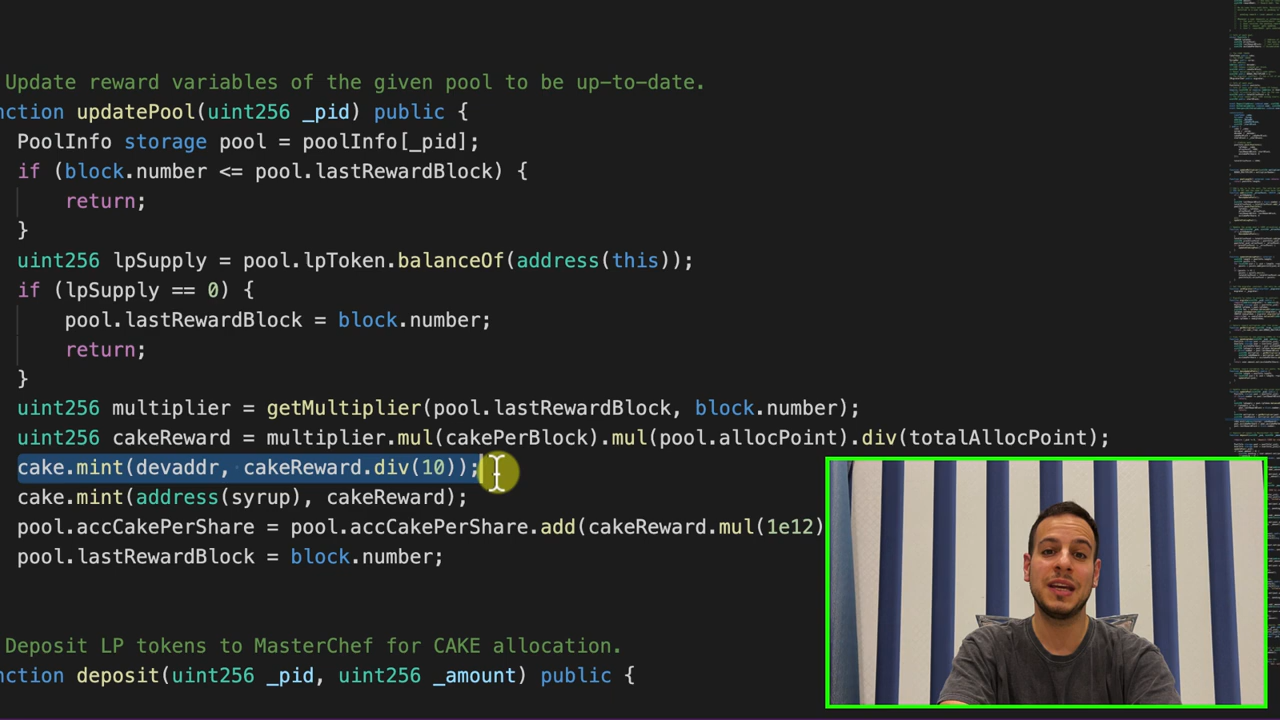 Update reward variables of the given pool to be up-to-date.
nction updatePool(uint256 _pid) public {
PoolInfo storage pool = poolInfo[_pid];
if (block.number <= pool.lastRewardBlock) {
return;
}
uint256 lpSupply = pool.lpToken.balanceOf(address(this));
if (lpSupply == 0) {
pool.lastRewardBlock = block.number;
return;
}
uint256 multiplier = getMultiplier(pool.lastRewardBlock, block.number);
uint256 cakeReward = multiplier.mul(cakePerBlock).mul(pool.allocPoint).div(totalAllocPoint);
cake.mint(devaddr, cakeReward.div(10));
cake.mint(address(syrup), cakeReward);
pool.accCakePerShare = pool.accCakePerShare.add(cakeReward.mul(1e12)
pool.lastRewardBlock = block.number;
Deposit LP tokens to MasterChef for CAKE allocation.
nction deposit(uint256 _pid, uint256 _amount) public {